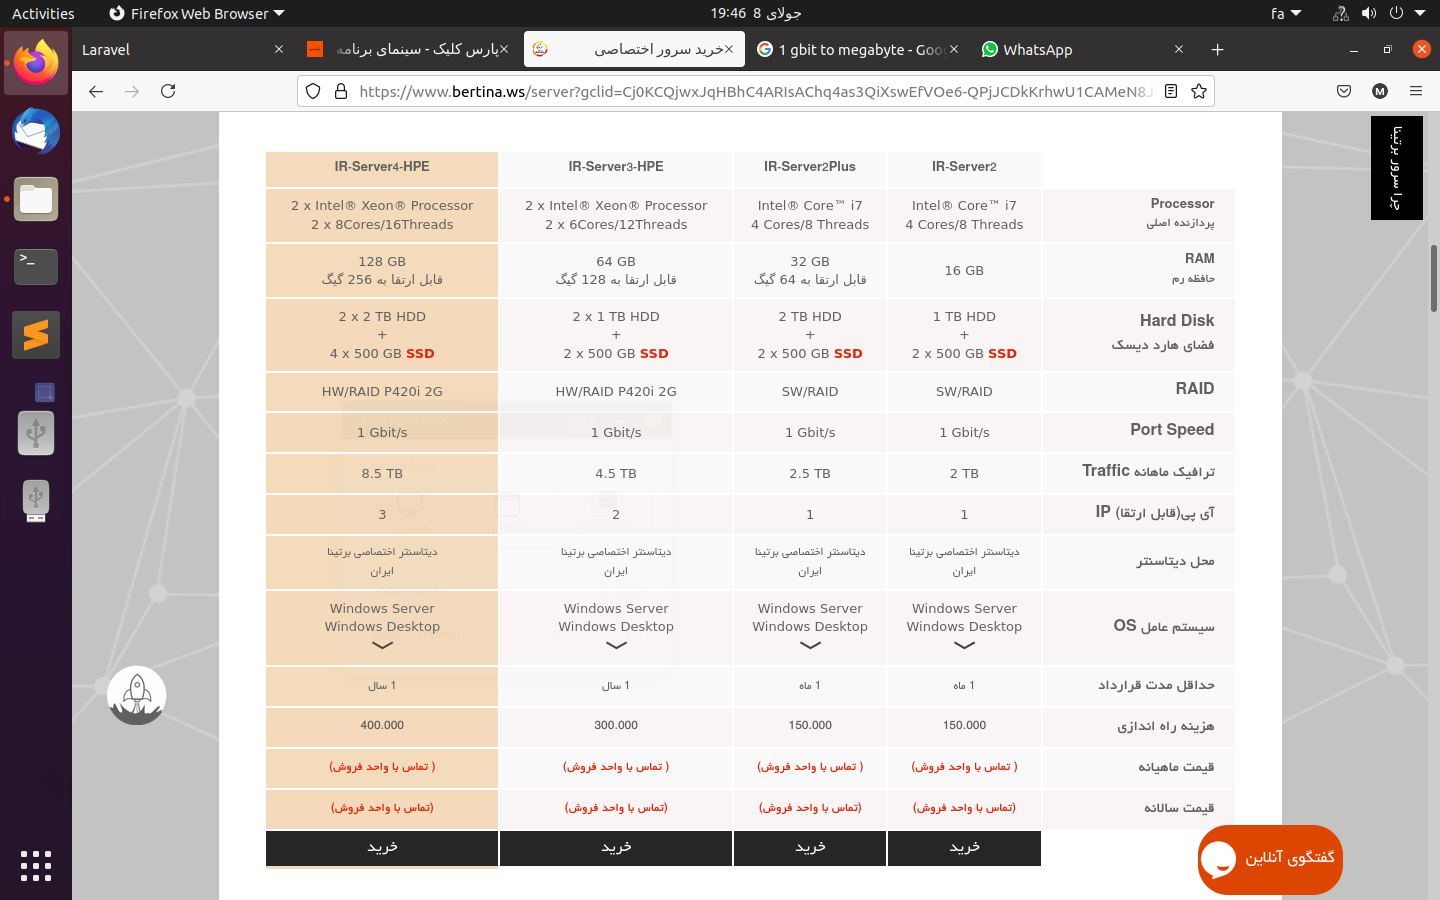 Activities
Firefox Web Browser
19:46 8 جولای
fa
Laravel
پارس کلیک - سینمای برنامه
خرید سرور اختصاصی
1 gbit to megabyte - Goo
WhatsApp
https://www.bertina.ws/server?gclid=Cj0KCQjwxJqHBhC4ARIsAChq4as3QiXswEfVOe6-QPjJCDkKrhwU1CAMeN8J
چرا سرور برتینا
IR-Server4-HPE IR-Server3-HPE IR-Server2Plus IR-Server2
Processor
پردازنده اصلی
2 x Intel® Xeon® Processor 2 x Intel® Xeon® Processor Intel® Core™ i7 Intel® Core™ i7
2 x 8Cores/16Threads 2 x 6Cores/12Threads 4 Cores/8 Threads 4 Cores/8 Threads
RAM
حافظه رم
128 GB 64 GB 32 GB 16 GB
قابل ارتقا به 256 گیگ قابل ارتقا به 128 گیگ قابل ارتقا به 64 گیگ
Hard Disk
فضای هارد دیسک
2 x 2 TB HDD 2 x 1 TB HDD 2 TB HDD 1 TB HDD
+ + + +
4 x 500 GB SSD 2 x 500 GB SSD 2 x 500 GB SSD 2 x 500 GB SSD
RAID
HW/RAID P420i 2G HW/RAID P420i 2G SW/RAID SW/RAID
Port Speed
1 Gbit/s 1 Gbit/s 1 Gbit/s 1 Gbit/s
ترافیک ماهانه Traffic
8.5 TB 4.5 TB 2.5 TB 2 TB
آی پی(قابل ارتقا) IP
3 2 1 1
محل دیتاسنتر
دیتاسنتر اختصاصی برتینا دیتاسنتر اختصاصی برتینا دیتاسنتر اختصاصی برتینا دیتاسنتر اختصاصی برتینا
ایران ایران ایران ایران
سیستم عامل OS
Windows Server Windows Server Windows Server Windows Server
Windows Desktop Windows Desktop Windows Desktop Windows Desktop
حداقل مدت قرارداد
1 سال 1 سال 1 ماه 1 ماه
هزینه راه اندازی
400.000 300.000 150.000 150.000
قیمت ماهیانه
( تماس با واحد فروش) ( تماس با واحد فروش) ( تماس با واحد فروش) ( تماس با واحد فروش)
قیمت سالانه
(تماس با واحد فروش) (تماس با واحد فروش) (تماس با واحد فروش) (تماس با واحد فروش)
خرید خرید خرید خرید
گفتگوی آنلاین